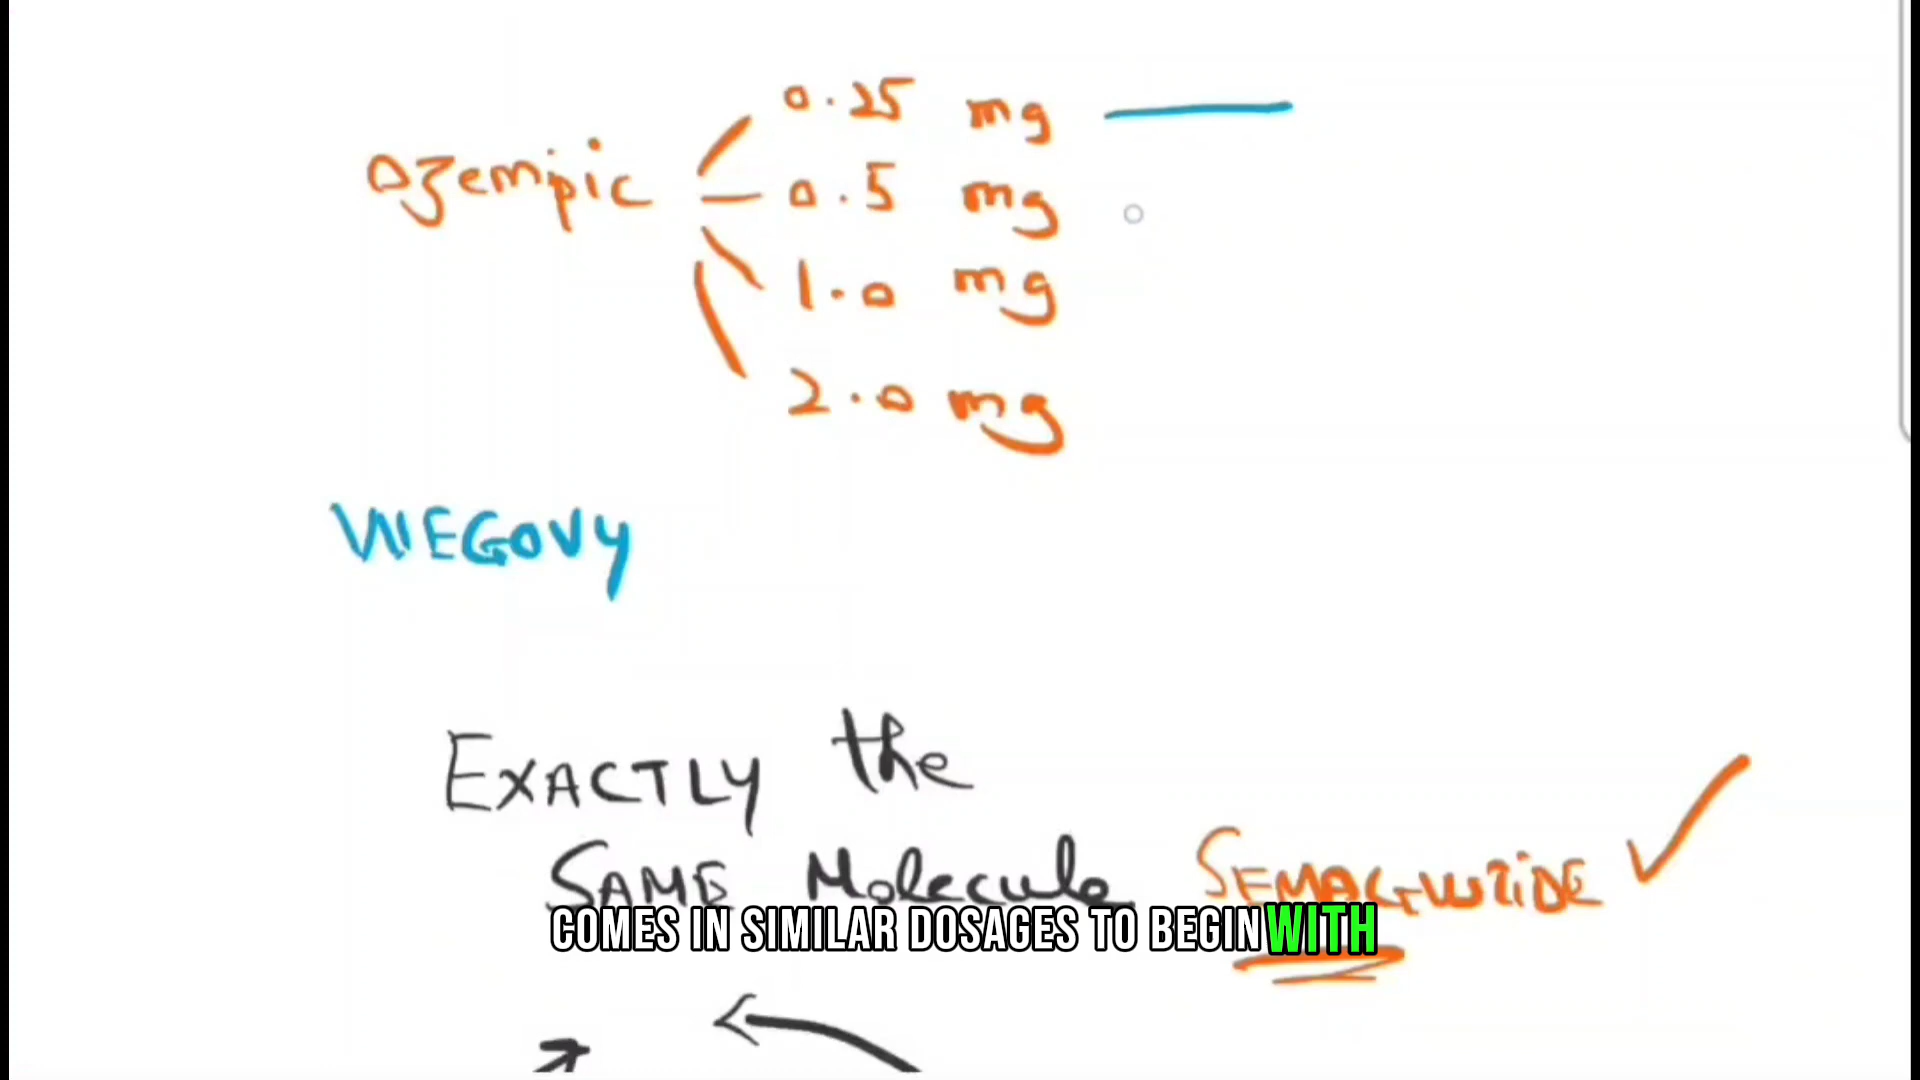 Ozempic
0.25 mg
0.5 mg
1.0 mg
2.0 mg
WEGOVY
EXACTLY the
SAME Molecule SEMAGLUTIDE
COMES IN SIMILAR DOSAGES TO BEGIN WITH